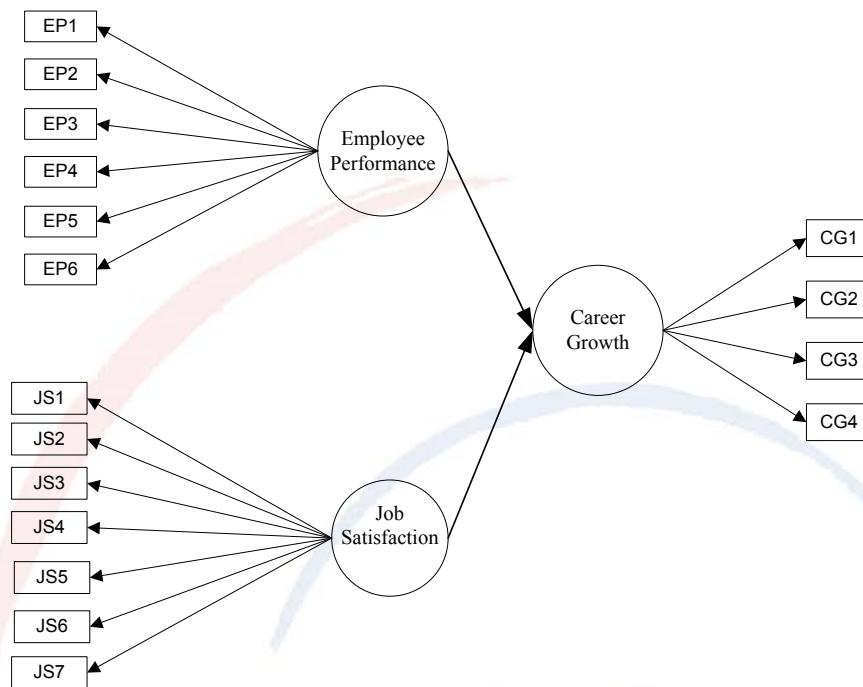 EP1
EP2
EP3
EP4
EP5
EP6
Employee
Performance
CG1
CG2
CG3
CG4
Career
Growth
JS1
JS2
JS3
JS4
JS5
JS6
JS7
Job
Satisfaction